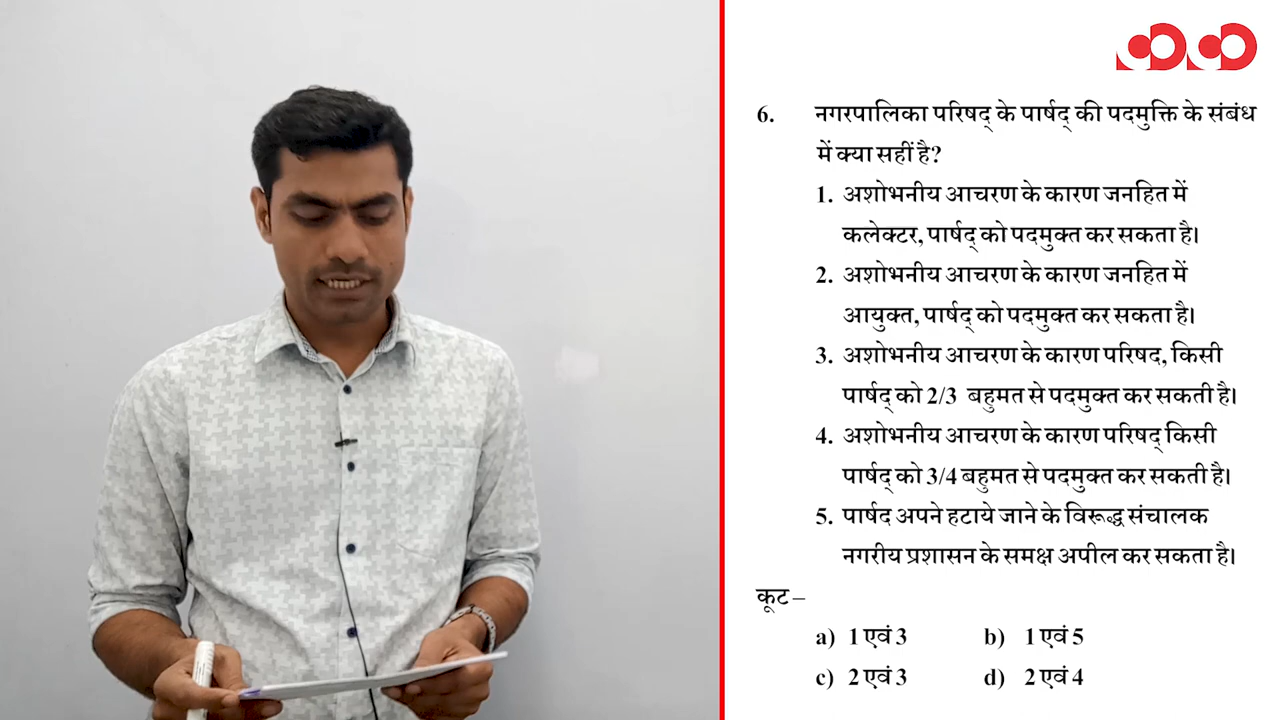 6. नगरपालिका परिषद् के पार्षद् की पदमुक्ति के संबंध
में क्या सहीं है?
1. अशोभनीय आचरण के कारण जनहित में
कलेक्टर, पार्षद् को पदमुक्त कर सकता है।
2. अशोभनीय आचरण के कारण जनहित में
आयुक्त, पार्षद् को पदमुक्त कर सकता है।
3. अशोभनीय आचरण के कारण परिषद, किसी
पार्षद् को 2/3 बहुमत से पदमुक्त कर सकती है।
4. अशोभनीय आचरण के कारण परिषद् किसी
पार्षद् को 3/4 बहुमत से पदमुक्त कर सकती है।
5. पार्षद अपने हटाये जाने के विरूद्ध संचालक
नगरीय प्रशासन के समक्ष अपील कर सकता है।
कूट–
a) 1 एवं 3 b) 1 एवं 5
c) 2 एवं 3 d) 2 एवं 4